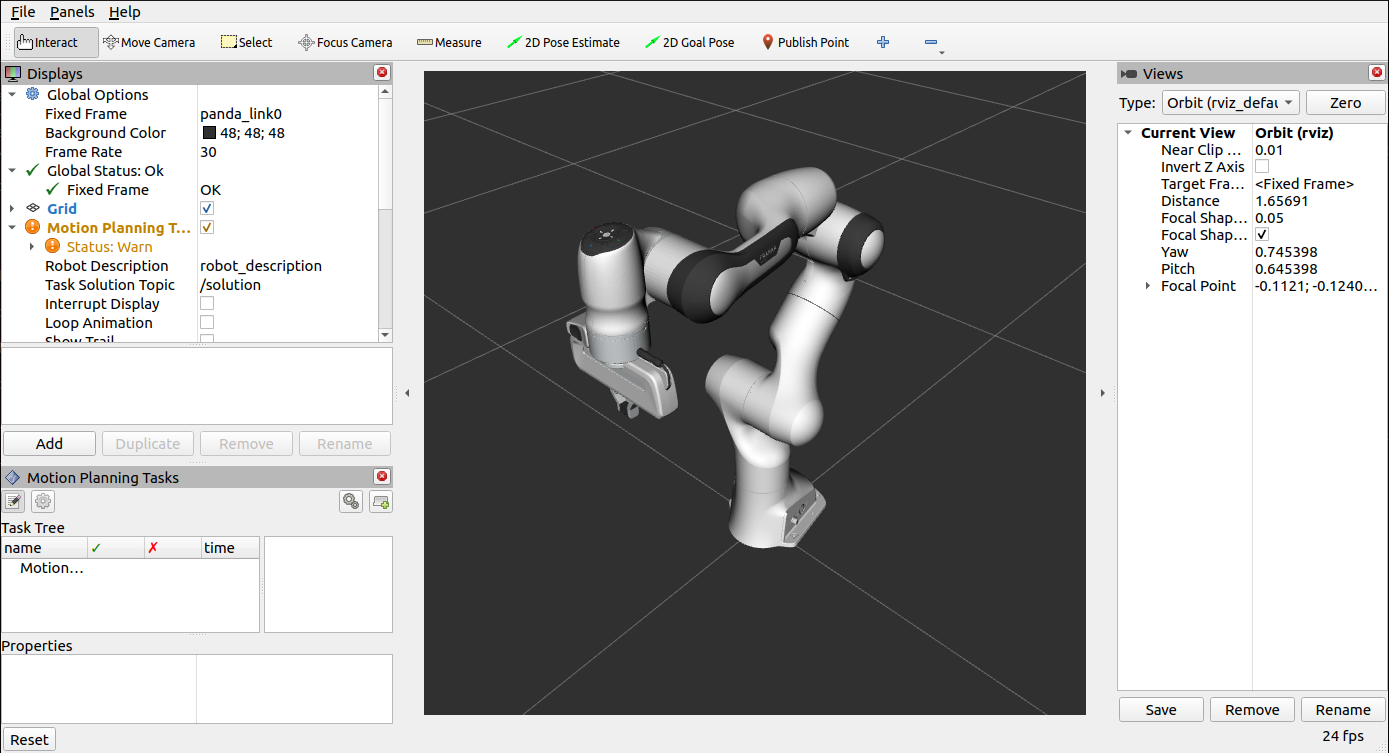 File Panels Help
Interact Move Camera Select Focus Camera Measure 2D Pose Estimate 2D Goal Pose Publish Point
Displays
Global Options
Fixed Frame panda_link0
Background Color 48; 48; 48
Frame Rate 30
Global Status: Ok
Fixed Frame OK
Grid
Motion Planning T...
Status: Warn
Robot Description robot_description
Task Solution Topic /solution
Interrupt Display
Loop Animation
Show Trail
Add Duplicate Remove Rename
Motion Planning Tasks
Task Tree
name ✓ ✗ time
Motion...
Properties
Reset
FRANKA
Views
Type: Orbit (rviz_defau Zero
Current View Orbit (rviz)
Near Clip ... 0.01
Invert Z Axis
Target Fra... <Fixed Frame>
Distance 1.65691
Focal Shap... 0.05
Focal Shap...
Yaw 0.745398
Pitch 0.645398
Focal Point -0.1121; -0.1240...
Save Remove Rename
24 fps